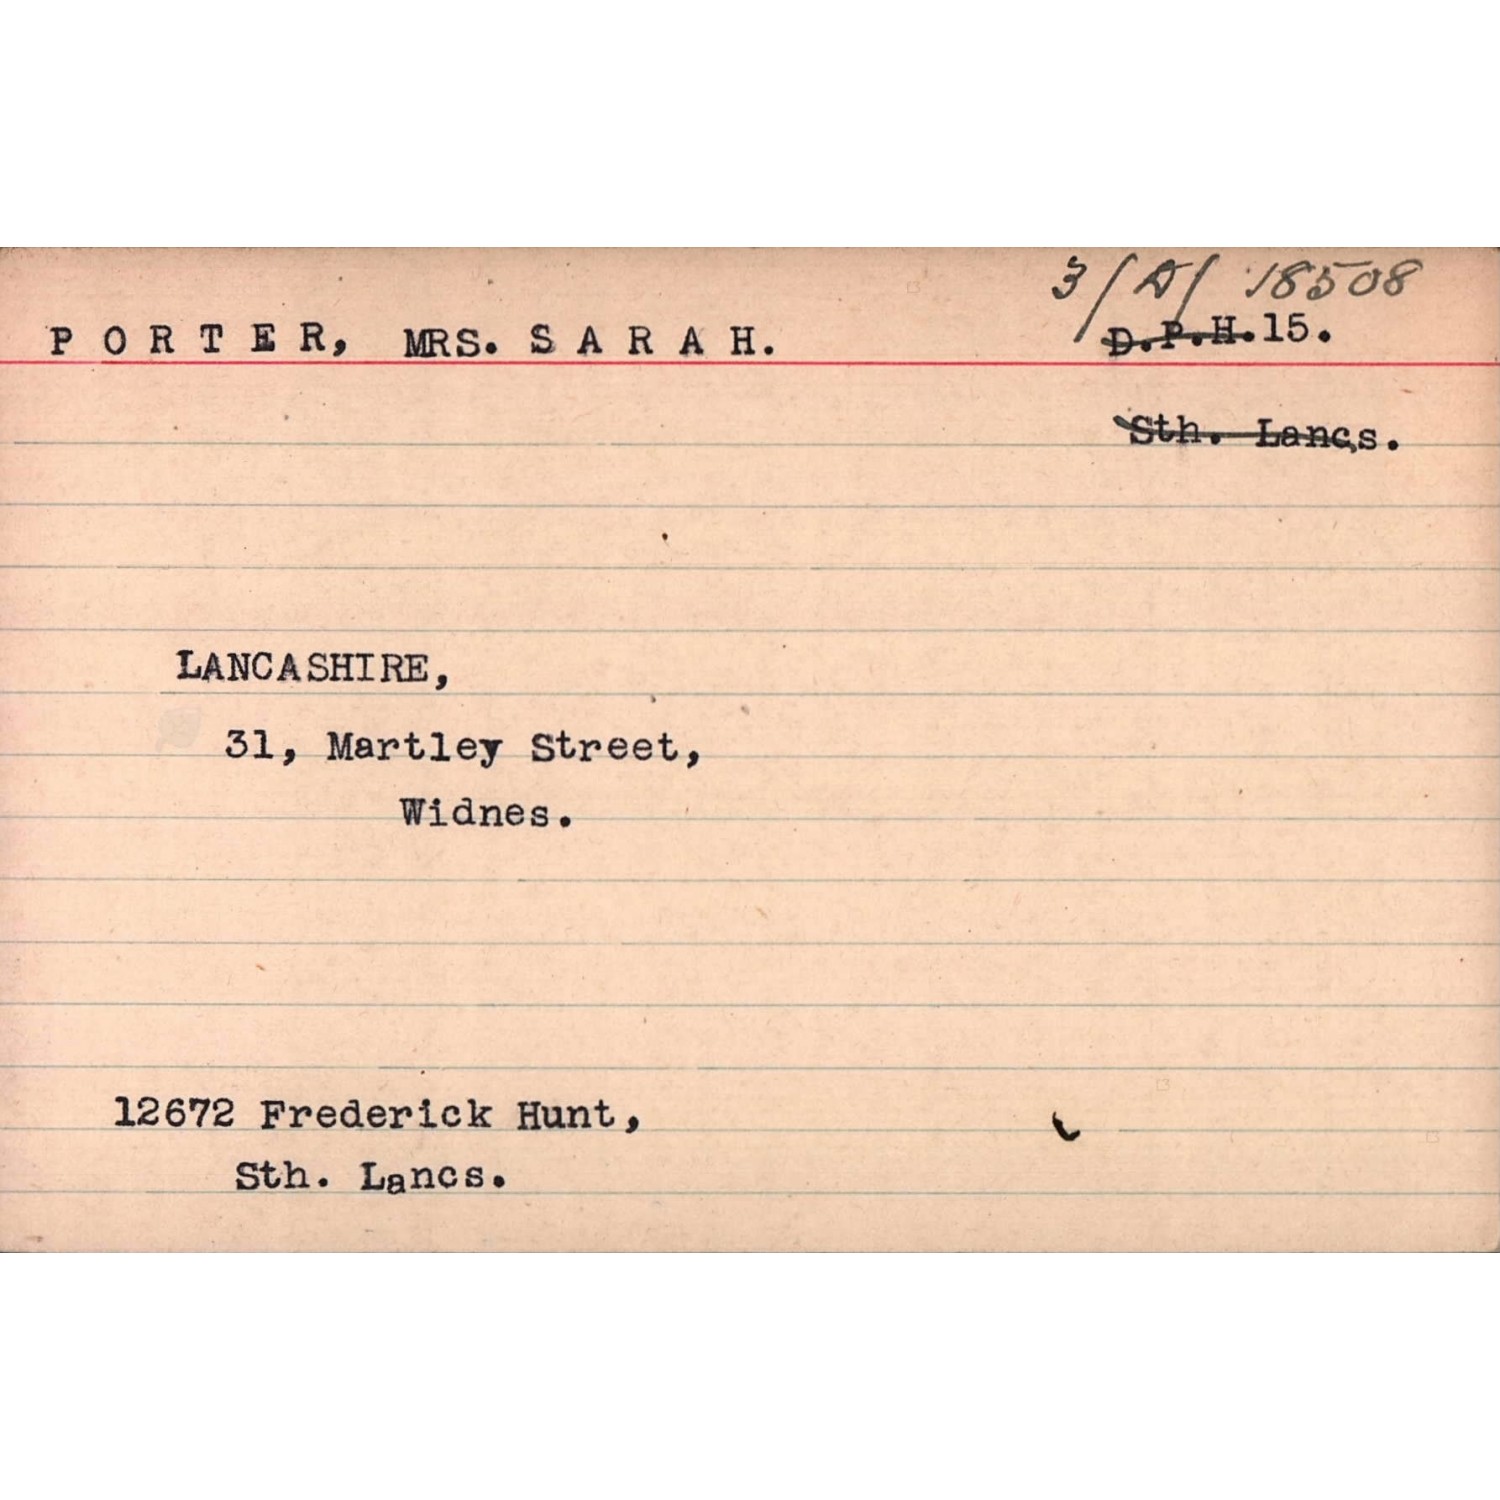 3/D/ 18508
PORTER, MRS. SARAH. D.P.H.15.
Sth. Lancs.
LANCASHIRE,
31, Martley Street,
Widnes.
12672 Frederick Hunt,
Sth. Lancs.